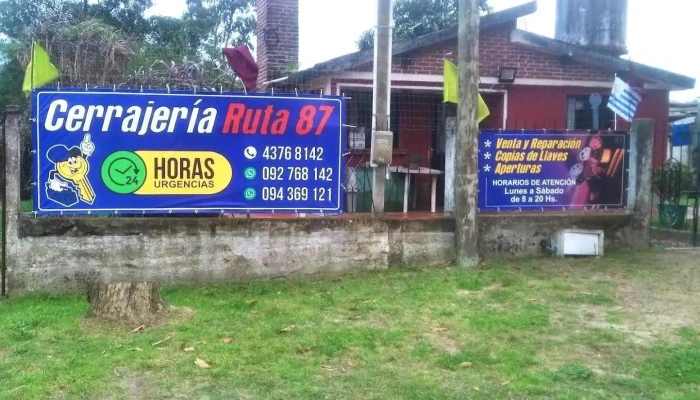 Cerrajería Ruta 87
24
HORAS
URGENCIAS
4376 8142
092 768 142
094 369 121
* Venta y Reparación
* Copias de Llaves
* Aperturas
HORARIOS DE ATENCIÓN
Lunes a Sábado
de 8 a 20 Hs.